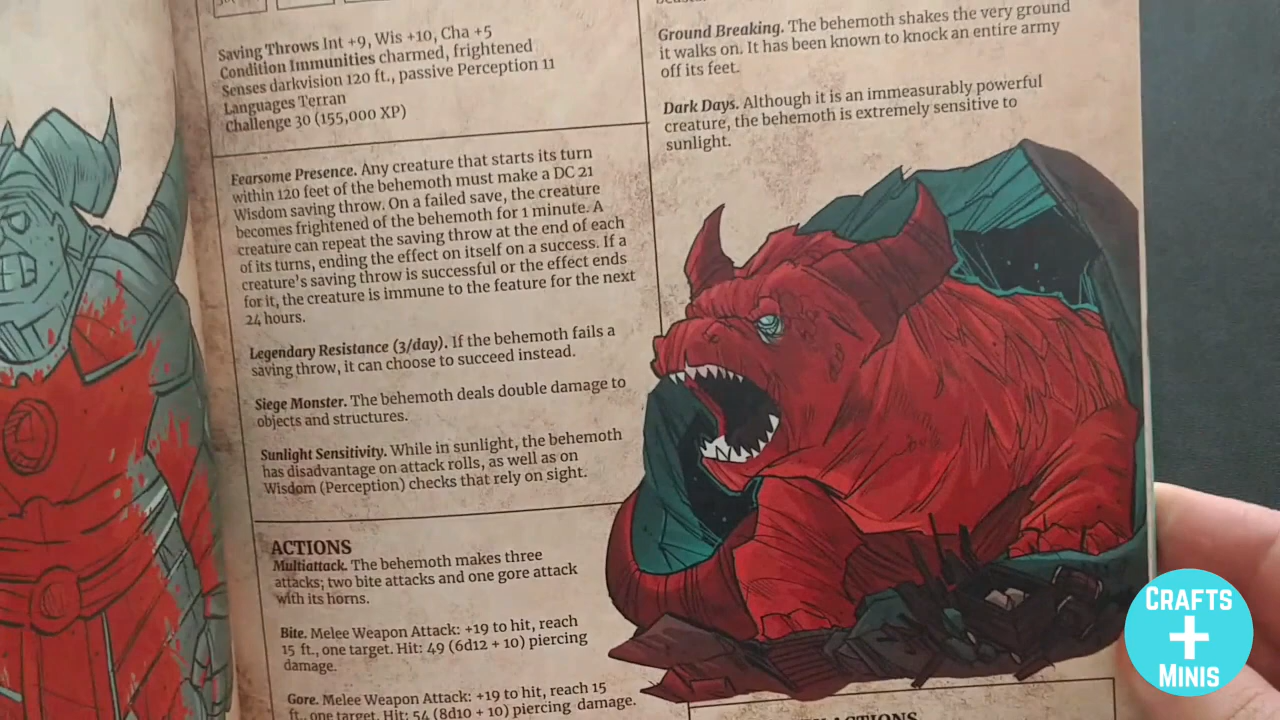 Saving Throws Int +9, Wis +10, Cha +5
Condition Immunities charmed, frightened
Senses darkvision 120 ft., passive Perception 11
Languages Terran
Challenge 30 (155,000 XP)
Fearsome Presence. Any creature that starts its turn
within 120 feet of the behemoth must make a DC 21
Wisdom saving throw. On a failed save, the creature
becomes frightened of the behemoth for 1 minute. A
creature can repeat the saving throw at the end of each
of its turns, ending the effect on itself on a success. If a
creature's saving throw is successful or the effect ends
for it, the creature is immune to the feature for the next
24 hours.
Legendary Resistance (3/day). If the behemoth fails a
saving throw, it can choose to succeed instead.
Siege Monster. The behemoth deals double damage to
objects and structures.
Sunlight Sensitivity. While in sunlight, the behemoth
has disadvantage on attack rolls, as well as on
Wisdom (Perception) checks that rely on sight.
ACTIONS
Multiattack. The behemoth makes three
attacks; two bite attacks and one gore attack
with its horns.
Bite. Melee Weapon Attack: +19 to hit, reach
15 ft., one target. Hit: 49 (6d12 + 10) piercing
damage.
Gore. Melee Weapon Attack: +19 to hit, reach 15
ft., one target. Hit: 54 (8d10 + 10) piercing damage.
Ground Breaking. The behemoth shakes the very ground
it walks on. It has been known to knock an entire army
off its feet.
Dark Days. Although it is an immeasurably powerful
creature, the behemoth is extremely sensitive to
sunlight.
ACTIONS
CRAFTS
+
MINIS